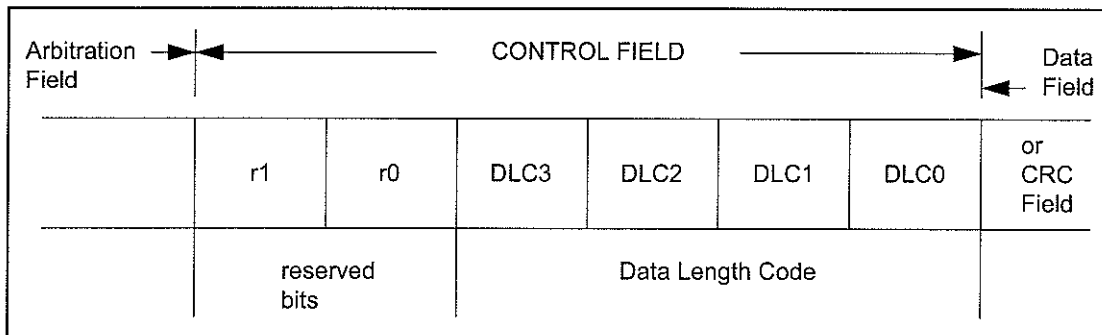 Arbitration
Field
CONTROL FIELD
Data
Field
r1
r0
DLC3
DLC2
DLC1
DLC0
or
CRC
Field
reserved
bits
Data Length Code